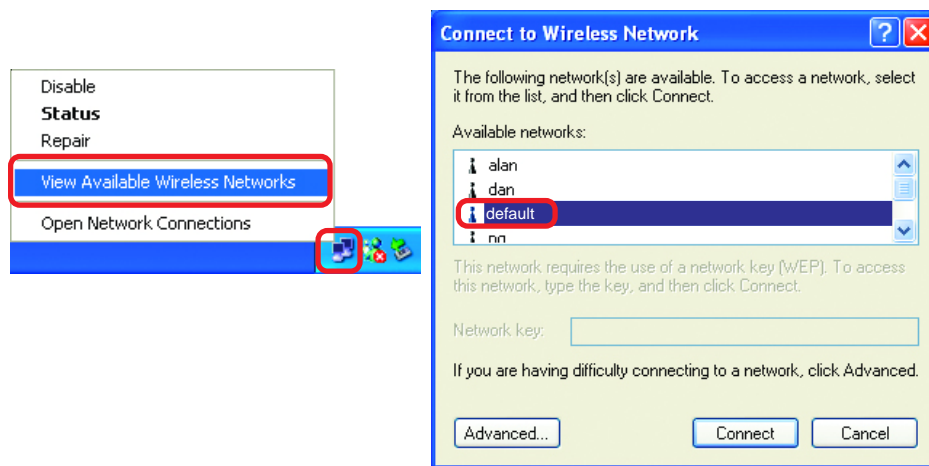 Disable
Status
Repair
View Available Wireless Networks
Open Network Connections
Connect to Wireless Network
The following network(s) are available. To access a network, select
it from the list, and then click Connect.
Available networks:
alan
dan
default
This network requires the use of a network key (WEP). To access
this network, type the key, and then click Connect.
Network key:
If you are having difficulty connecting to a network, click Advanced.
Advanced...
Connect
Cancel